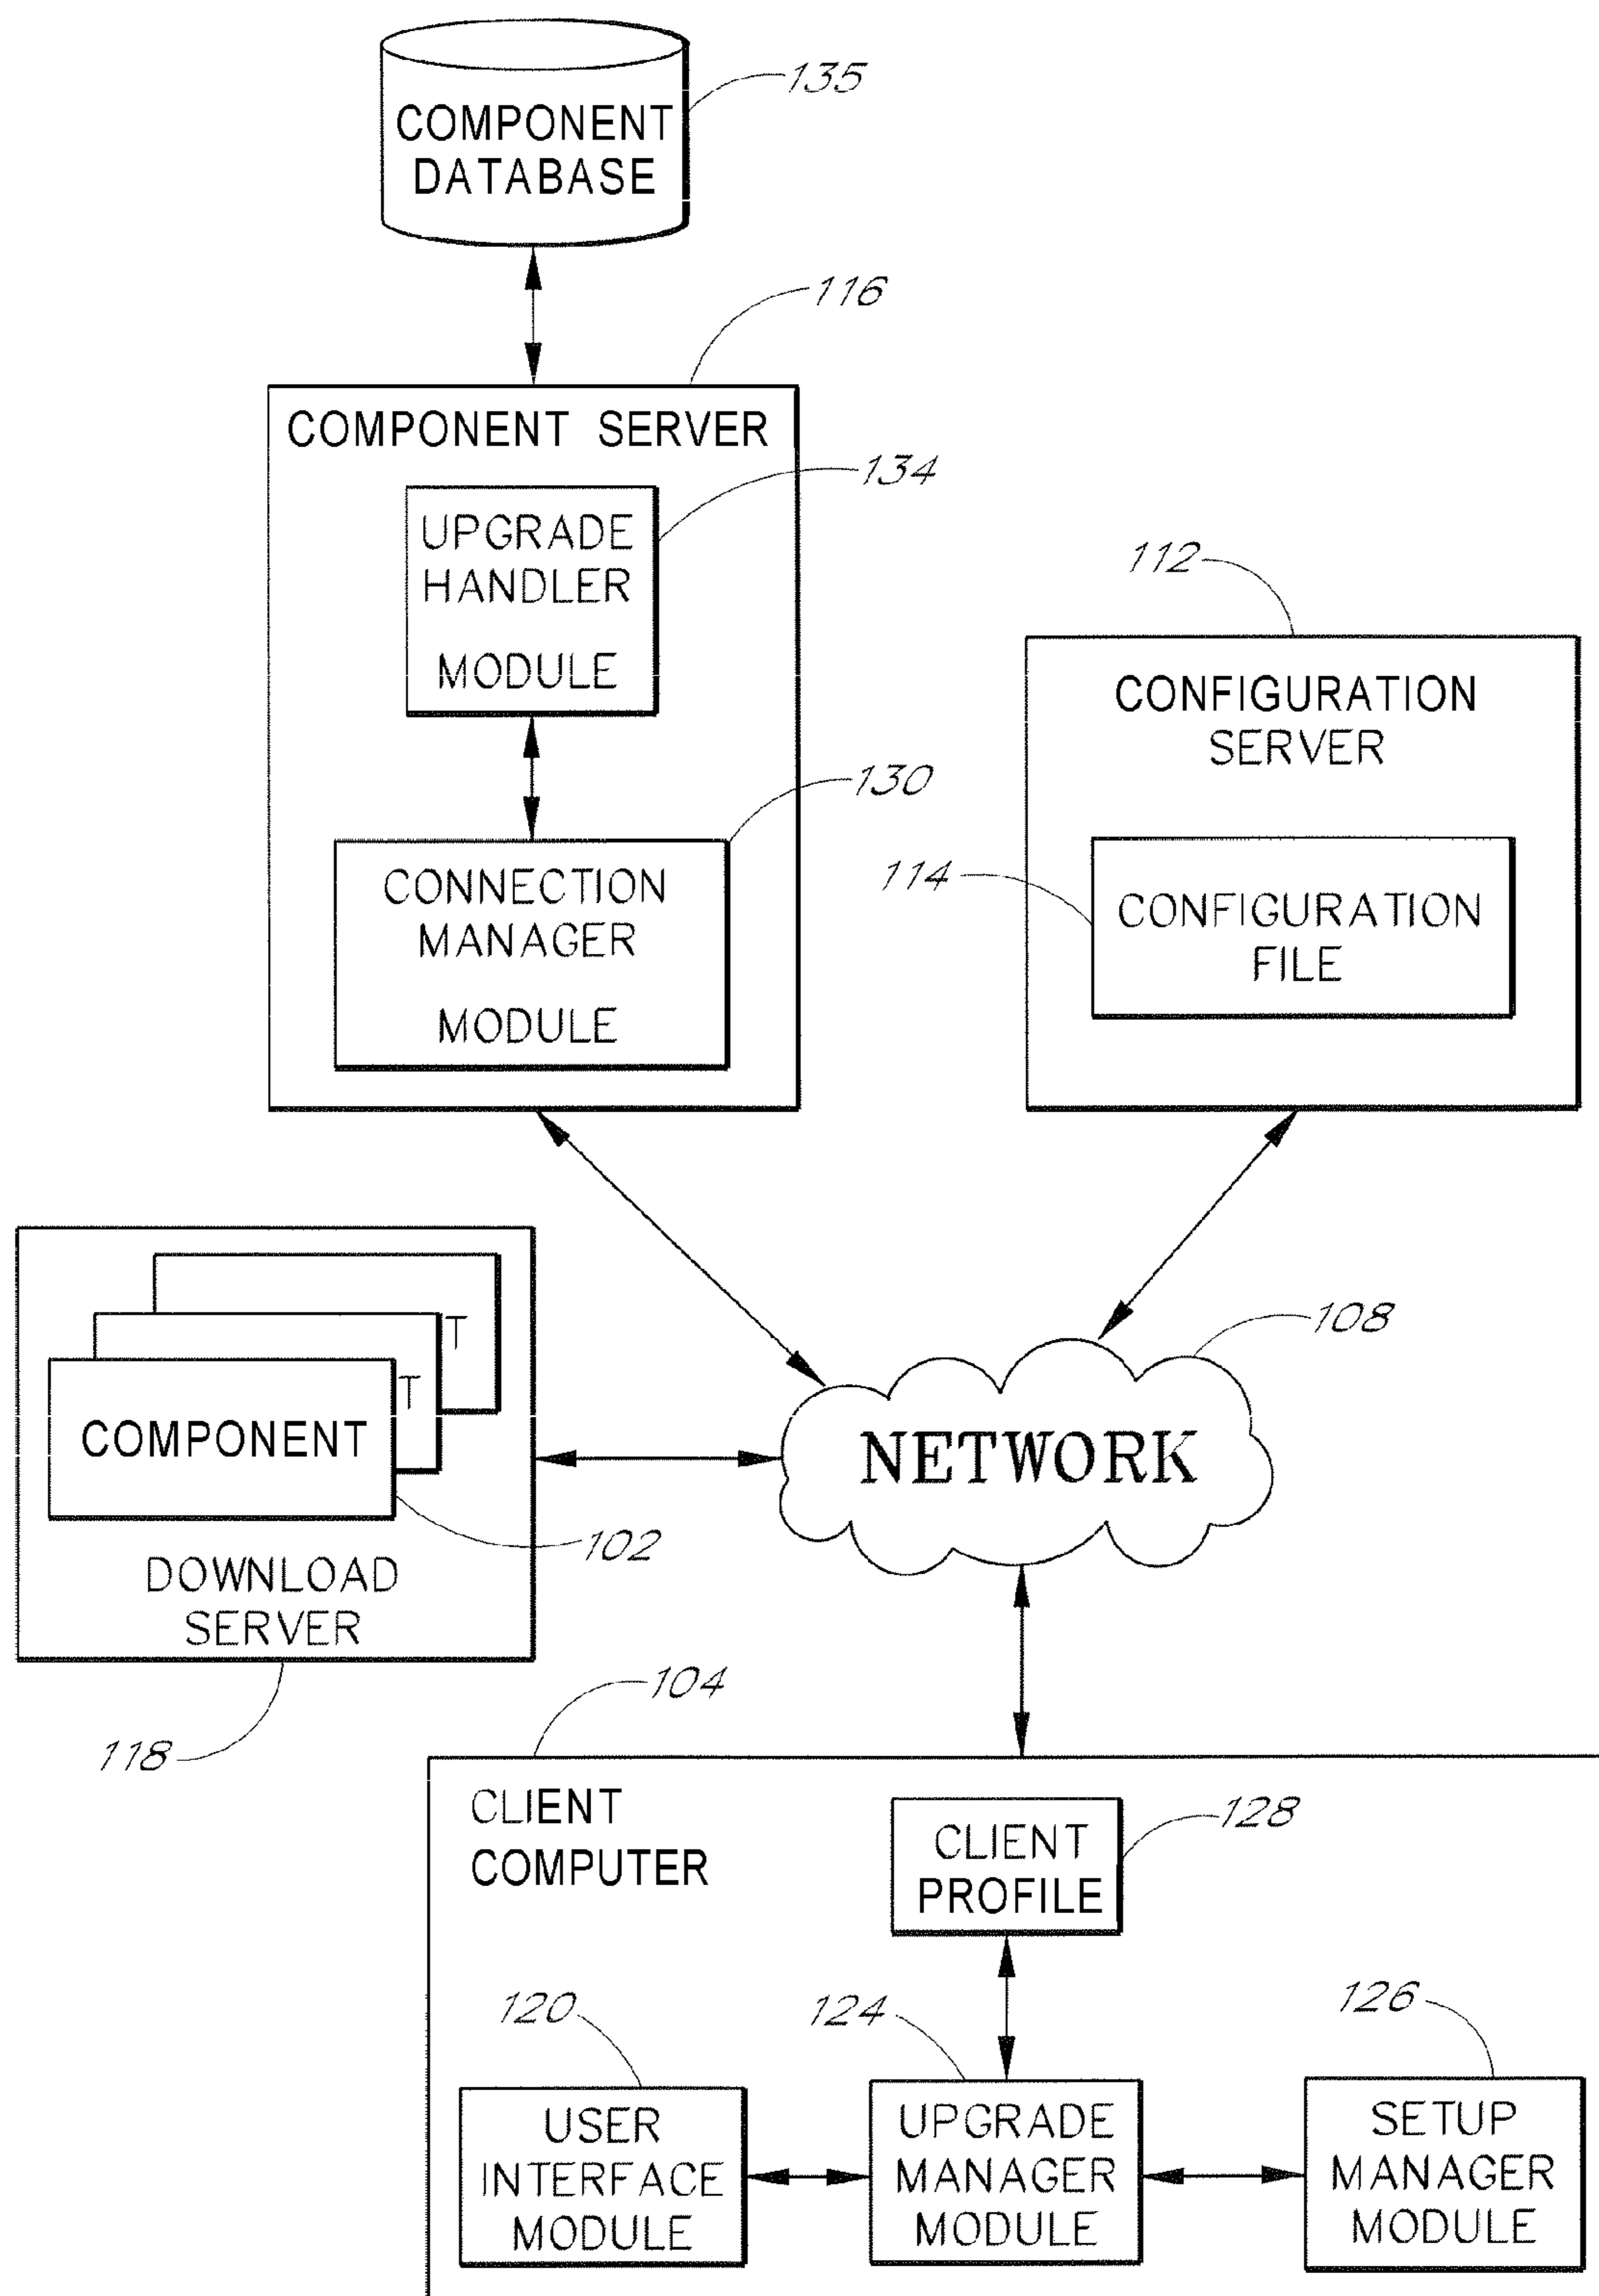 135
COMPONENT
DATABASE
116
COMPONENT SERVER
134
UPGRADE
HANDLER
MODULE
112
CONFIGURATION
SERVER
130
CONNECTION
MANAGER
MODULE
114
CONFIGURATION
FILE
108
T
T
COMPONENT
NETWORK
102
DOWNLOAD
SERVER
118
104
CLIENT
COMPUTER
128
CLIENT
PROFILE
120
124
126
USER
INTERFACE
MODULE
UPGRADE
MANAGER
MODULE
SETUP
MANAGER
MODULE